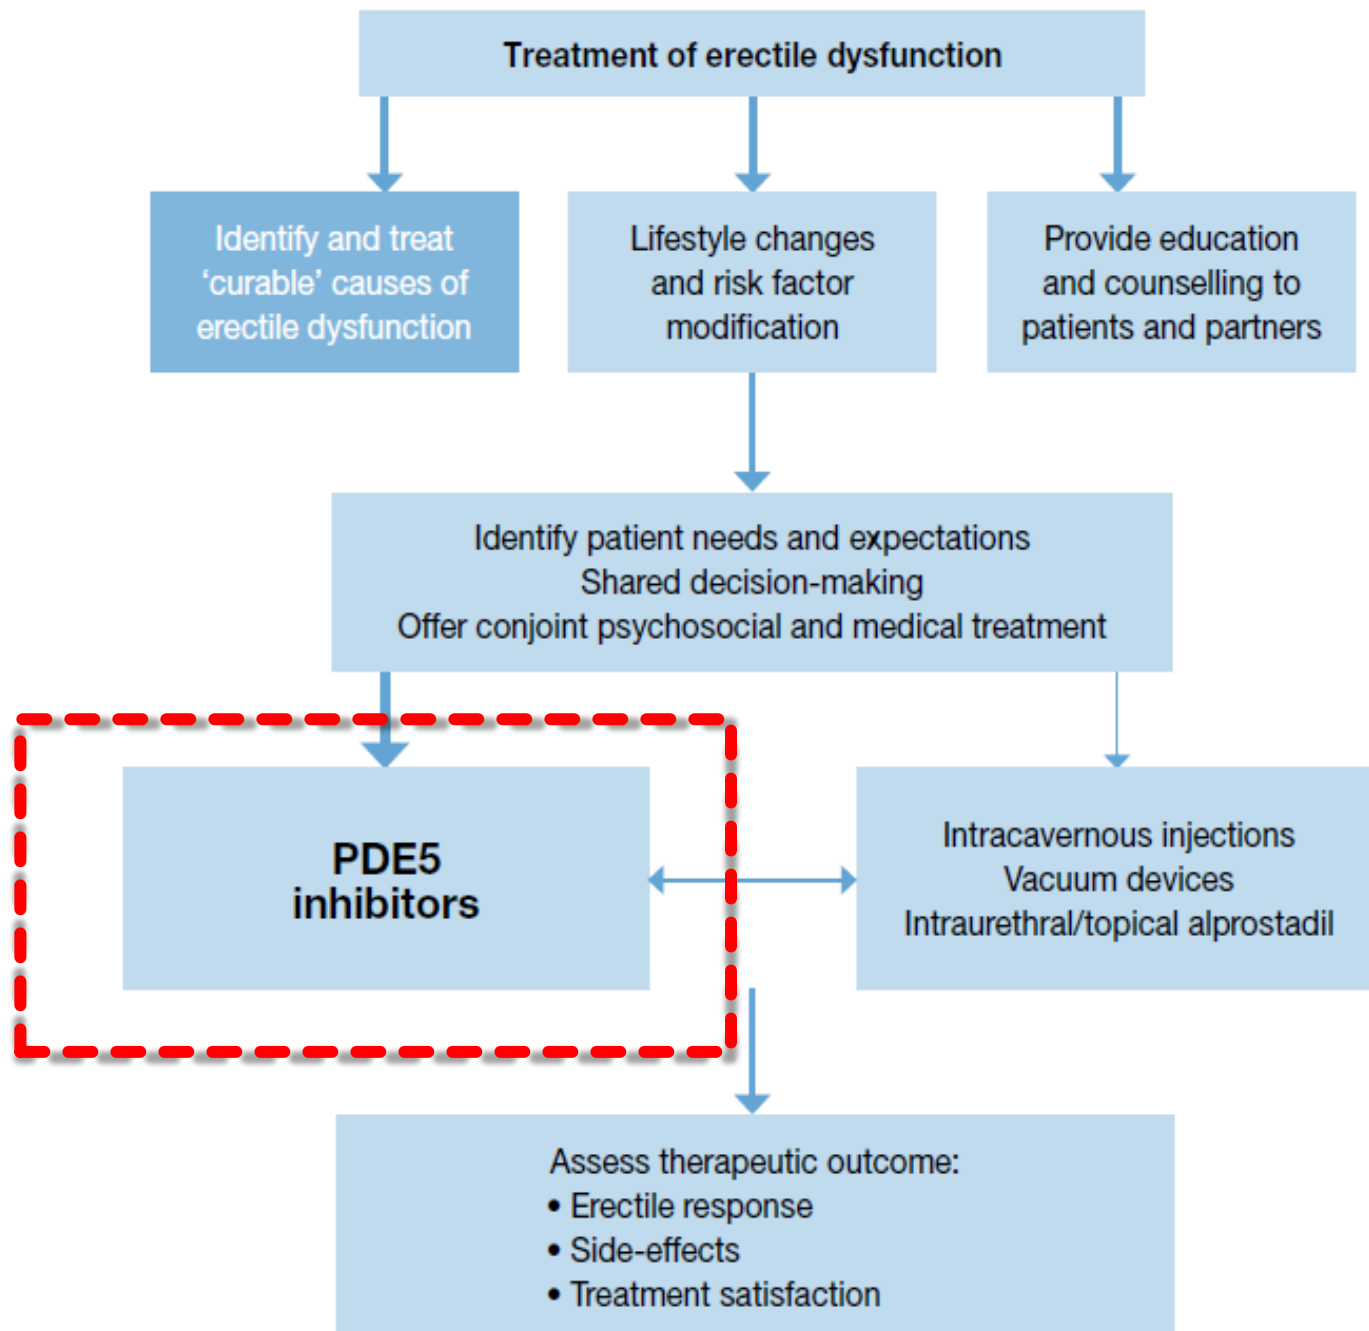 Treatment of erectile dysfunction
Identify and treat
‘curable’ causes of
erectile dysfunction
Lifestyle changes
and risk factor
modification
Provide education
and counselling to
patients and partners
Identify patient needs and expectations
Shared decision-making
Offer conjoint psychosocial and medical treatment
PDE5
inhibitors
Intracavernous injections
Vacuum devices
Intraurethral/topical alprostadil
Assess therapeutic outcome:
• Erectile response
• Side-effects
• Treatment satisfaction